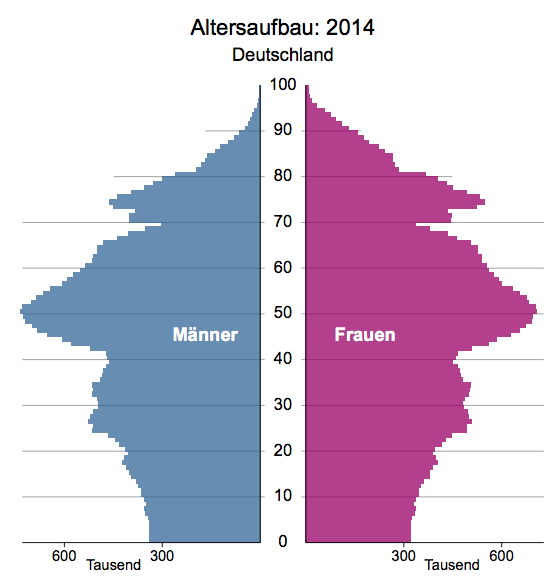 Altersaufbau: 2014
Deutschland
100
90
80
70
60
50
Männer
Frauen
40
30
20
10
0
600 300 300 600
Tausend Tausend